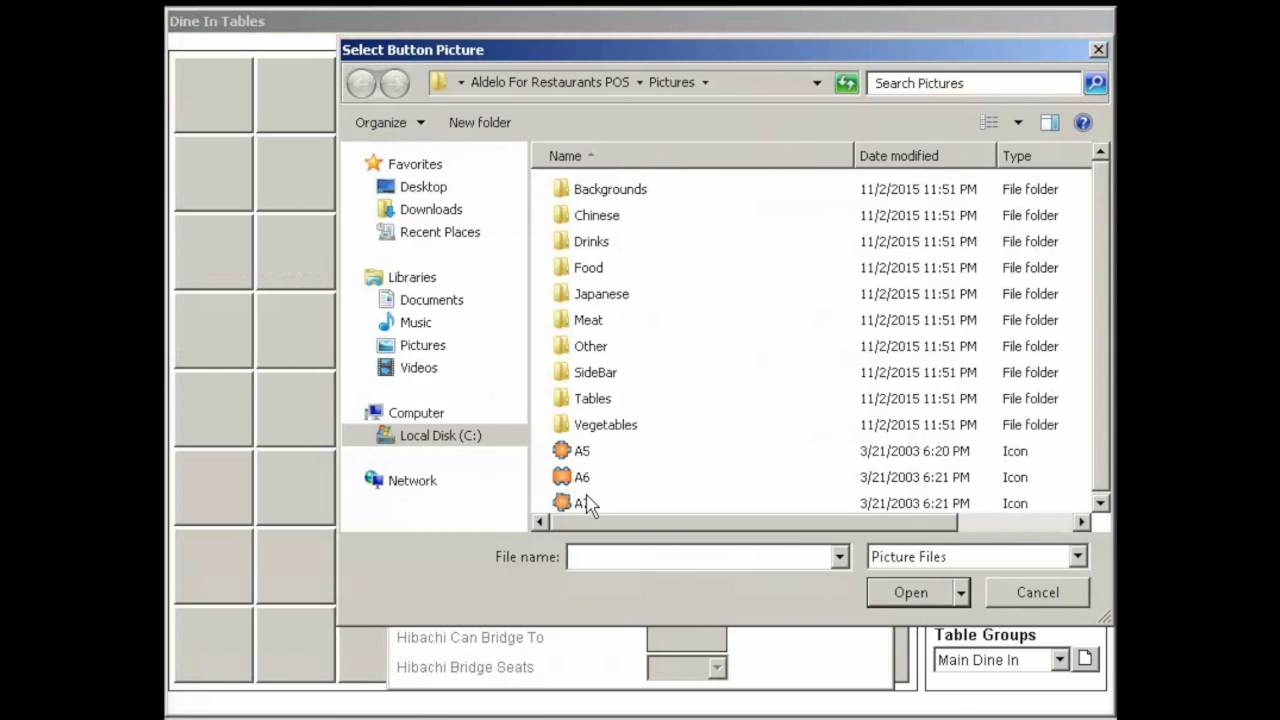 Dine In Tables
Select Button Picture
Aldelo For Restaurants POS Pictures
Search Pictures
Organize New folder
Favorites
Desktop
Downloads
Recent Places
Libraries
Documents
Music
Pictures
Videos
Computer
Local Disk (C:)
Network
Name Date modified Type
Backgrounds 11/2/2015 11:51 PM File folder
Chinese 11/2/2015 11:51 PM File folder
Drinks 11/2/2015 11:51 PM File folder
Food 11/2/2015 11:51 PM File folder
Japanese 11/2/2015 11:51 PM File folder
Meat 11/2/2015 11:51 PM File folder
Other 11/2/2015 11:51 PM File folder
SideBar 11/2/2015 11:51 PM File folder
Tables 11/2/2015 11:51 PM File folder
Vegetables 11/2/2015 11:51 PM File folder
A5 3/21/2003 6:20 PM Icon
A6 3/21/2003 6:21 PM Icon
3/21/2003 6:21 PM Icon
File name:
Picture Files
Open Cancel
Hibachi Can Bridge To
Hibachi Bridge Seats
Table Groups
Main Dine In